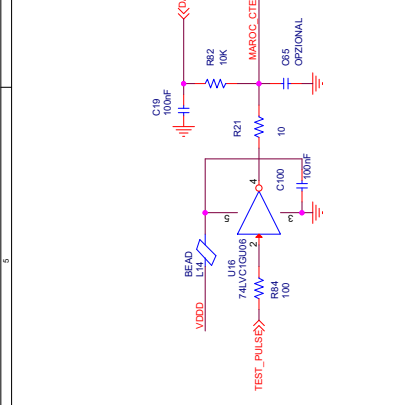 5
R82
10K
C65
OPZIONAL
MAROC_CTE
C19
100nF
R21
10
4
C100
100nF
5
3
2
BEAD
L14
U16
74LVC1GU06
R84
100
VDDD
TEST_PULSE